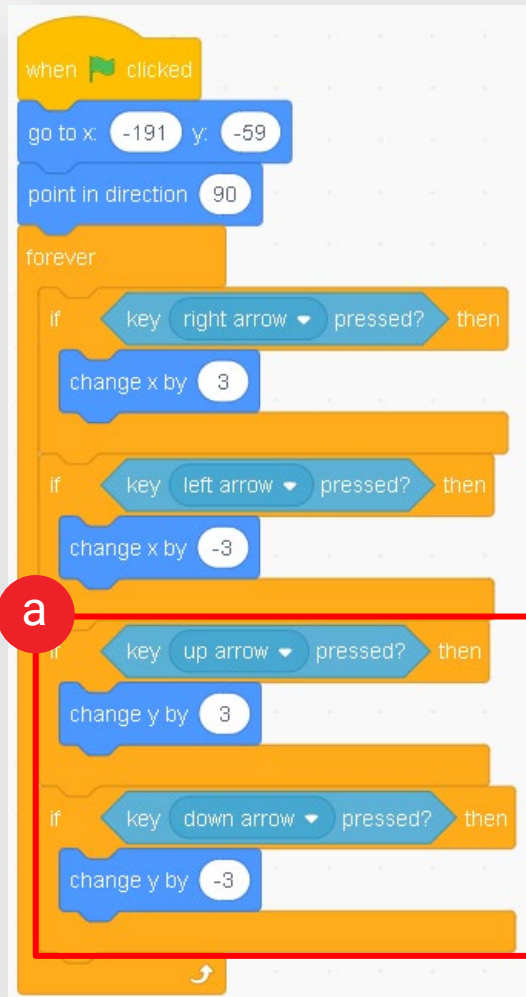 when clicked
go to x: -191 y: -59
point in direction 90
forever
if key right arrow pressed? then
change x by 3
if key left arrow pressed? then
change x by -3
a
if key up arrow pressed? then
change y by 3
if key down arrow pressed? then
change y by -3